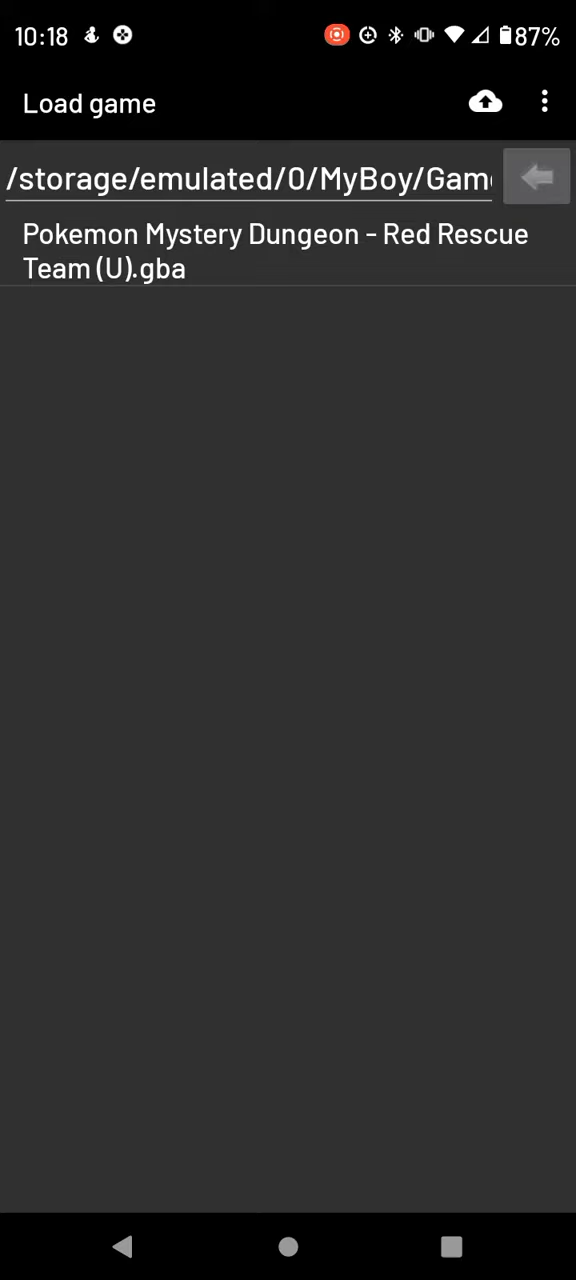 10:18
87%
Load game
/storage/emulated/0/MyBoy/Gam
Pokemon Mystery Dungeon - Red Rescue
Team (U).gba